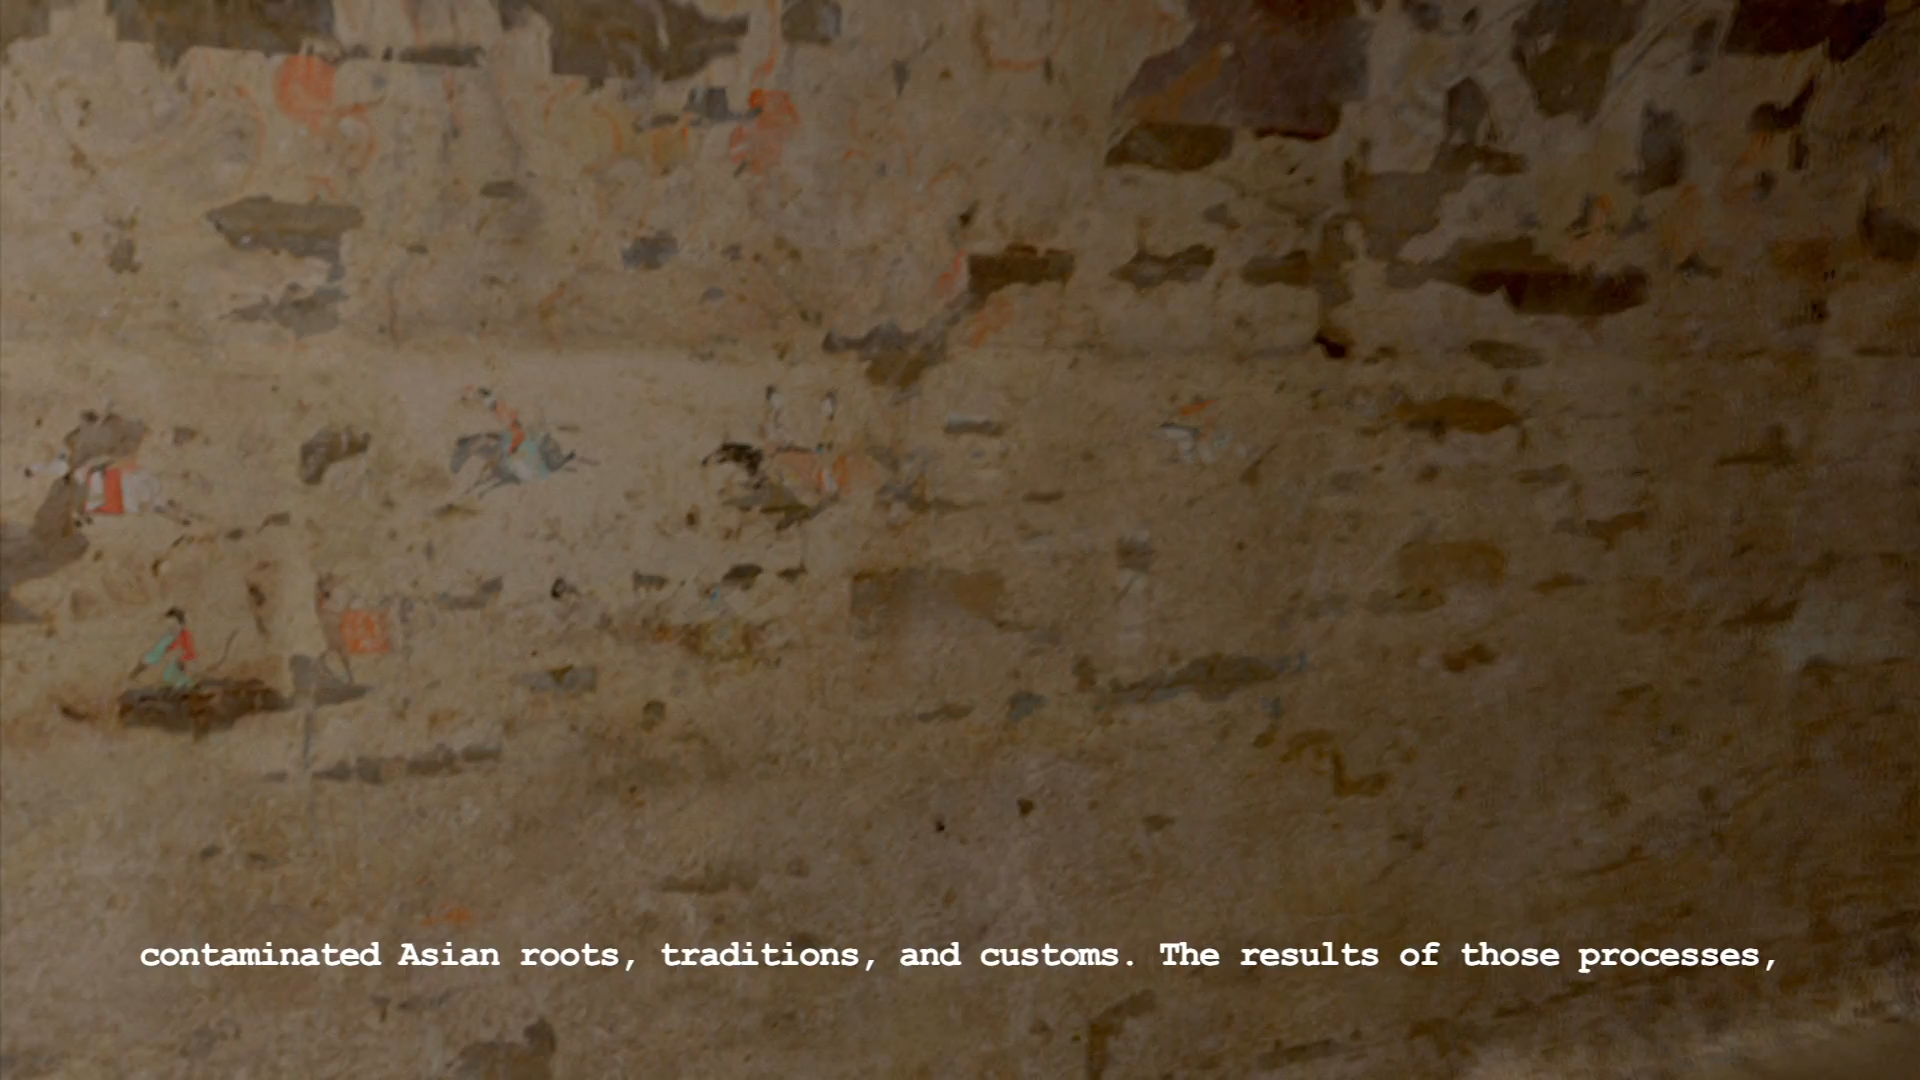 contaminated Asian roots, traditions, and customs. The results of those processes,